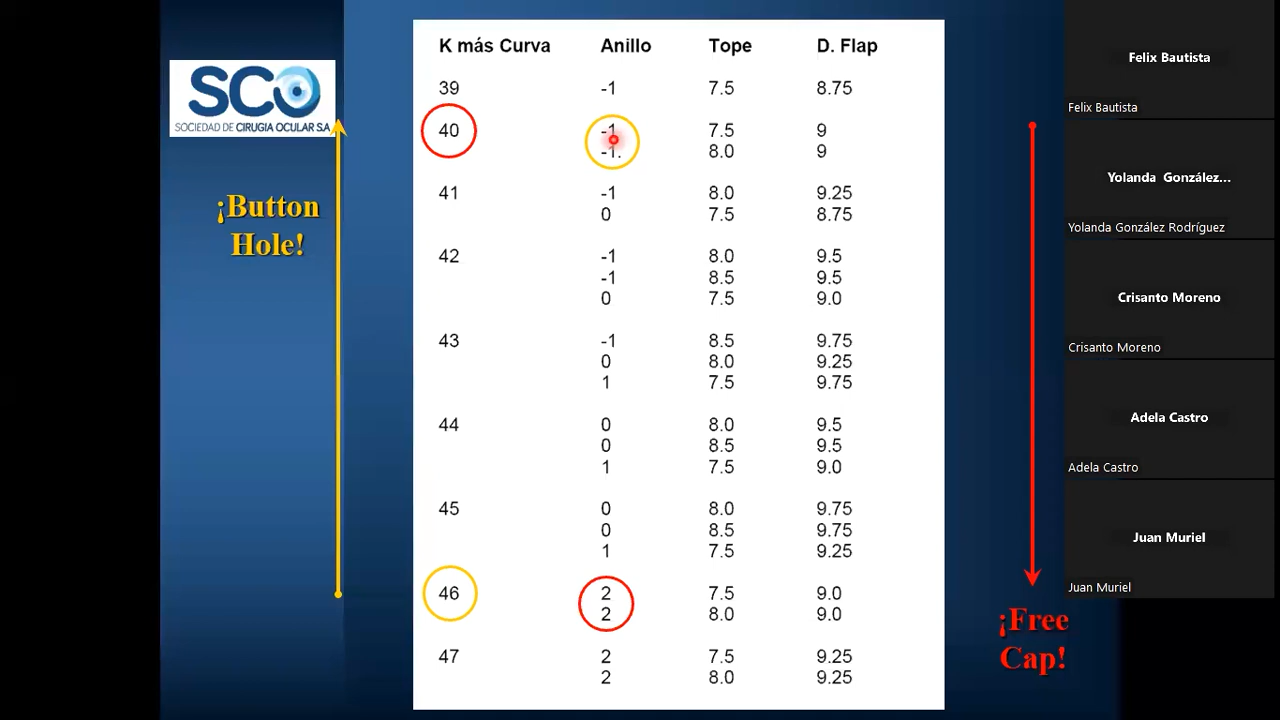 SCO
SOCIEDAD DE CIRUGIA OCULAR S.A
¡Button
Hole!
K más Curva Anillo Tope D. Flap
39 -1 7.5 8.75
40 -1 7.5 9
-1. 8.0 9
41 -1 8.0 9.25
0 7.5 8.75
42 -1 8.0 9.5
-1 8.5 9.5
0 7.5 9.0
43 -1 8.5 9.75
0 8.0 9.25
1 7.5 9.75
44 0 8.0 9.5
0 8.5 9.5
1 7.5 9.0
45 0 8.0 9.75
0 8.5 9.75
1 7.5 9.25
46 2 7.5 9.0
2 8.0 9.0
47 2 7.5 9.25
2 8.0 9.25
¡Free
Cap!
Felix Bautista
Felix Bautista
Yolanda González...
Yolanda González Rodríguez
Crisanto Moreno
Crisanto Moreno
Adela Castro
Adela Castro
Juan Muriel
Juan Muriel